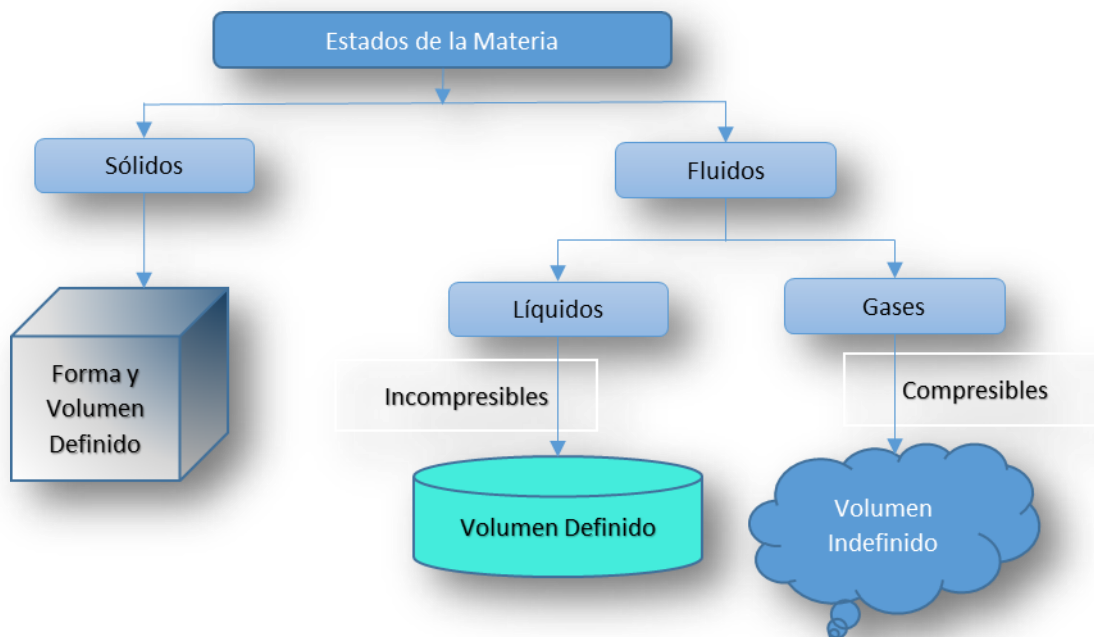 Estados de la Materia
Sólidos
Fluidos
Líquidos
Gases
Forma y
Volumen
Definido
Incompresibles
Compresibles
Volumen Definido
Volumen
Indefinido